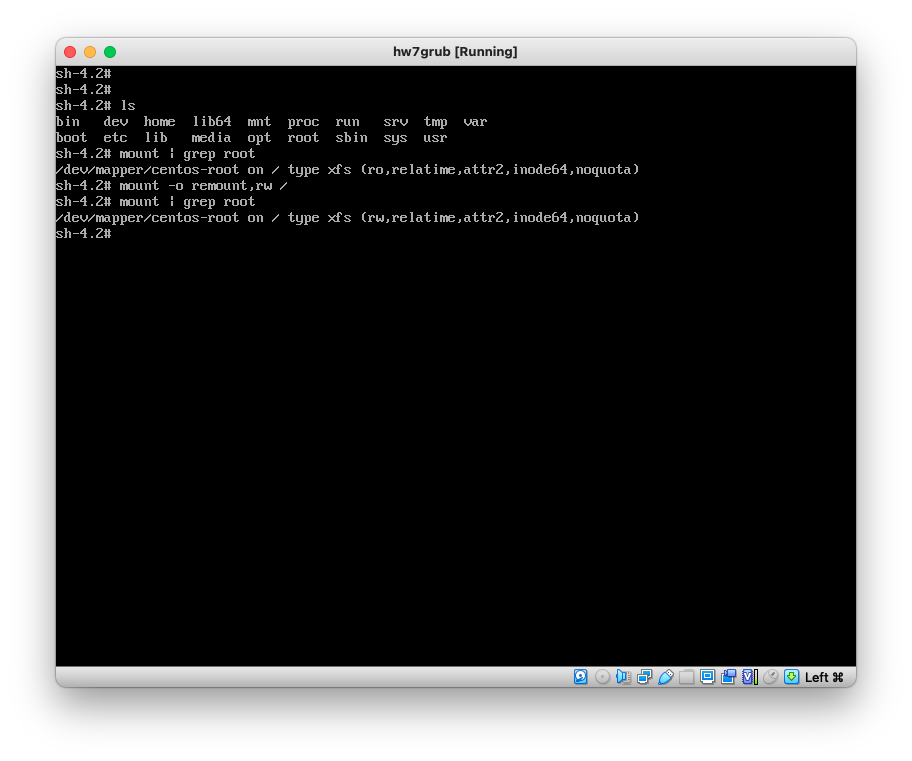 hw7grub [Running]
sh-4.2#
sh-4.2#
sh-4.2# ls
bin   dev  home  lib64  mnt  proc  run   srv  tmp  var
boot  etc  lib   media  opt  root  sbin  sys  usr
sh-4.2# mount | grep root
/dev/mapper/centos-root on / type xfs (ro,relatime,attr2,inode64,noquota)
sh-4.2# mount -o remount,rw /
sh-4.2# mount | grep root
/dev/mapper/centos-root on / type xfs (rw,relatime,attr2,inode64,noquota)
sh-4.2#
Left ⌘